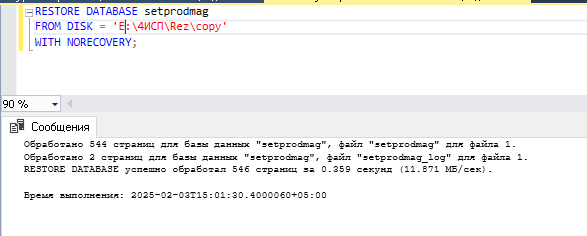 RESTORE DATABASE setprodmag
FROM DISK = 'E:\4ИСП\Rez\copy'
WITH NORECOVERY;
90 %
Сообщения
Обработано 544 страниц для базы данных "setprodmag", файл "setprodmag" для файла 1.
Обработано 2 страниц для базы данных "setprodmag", файл "setprodmag_log" для файла 1.
RESTORE DATABASE успешно обработал 546 страниц за 0.359 секунд (11.871 МБ/сек).
Время выполнения: 2025-02-03T15:01:30.4000060+05:00